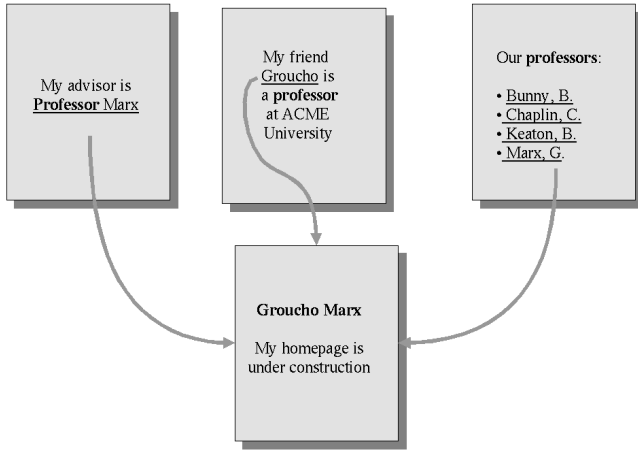 My advisor is
Professor Marx
My friend
Groucho is
a professor
at ACME
University
Our professors:
• Bunny, B.
• Chaplin, C.
• Keaton, B.
• Marx, G.
Groucho Marx
My homepage is
under construction